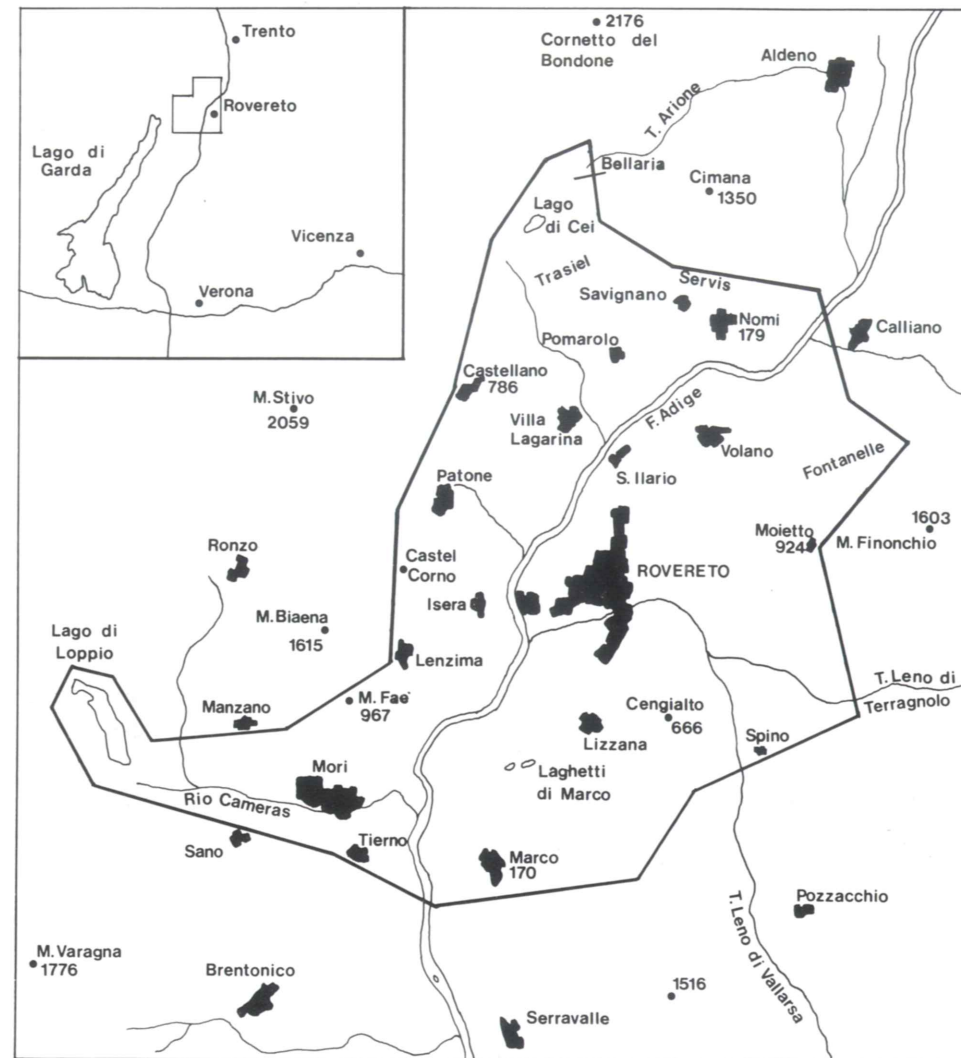 Trento
Rovereto
Lago di
Garda
Vicenza
Verona
2176
Cornetto del
Bondone
Aldeno
T. Arione
Bellaria
Cimana
1350
Lago
di Cei
Trasiel
Servis
Savignano
Nomi
179
Calliano
Pomarolo
Castellano
786
M. Stivo
2059
F. Adige
Villa
Lagarina
Volano
S. Ilario
Fontanelle
Patone
1603
Moietto
924
M. Finonchio
Ronzo
Castel
Corno
ROVERETO
Isera
M. Biaena
1615
Lago di
Loppio
Lenzima
T. Leno di
Terragnolo
M. Fae'
967
Manzano
Cengialto
666
Lizzana
Spino
Mori
Laghetti
di Marco
Rio Cameras
Sano
Tierno
Marco
170
Pozzacchio
T. Leno di Vallarsa
M. Varagna
1776
Brentonico
1516
Serravalle